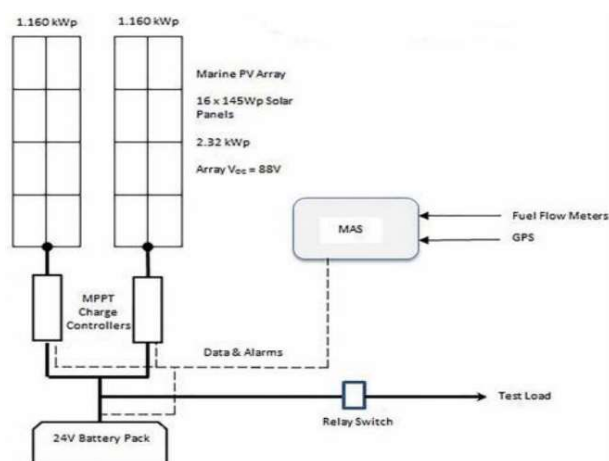 1.160 kWp
1.160 kWp
Marine PV Array
16 x 145Wp Solar
Panels
2.32 kWp
Array Voc = 88V
MAS
Fuel Flow Meters
GPS
MPPT
Charge
Controllers
Data & Alarms
Test Load
Relay Switch
24V Battery Pack